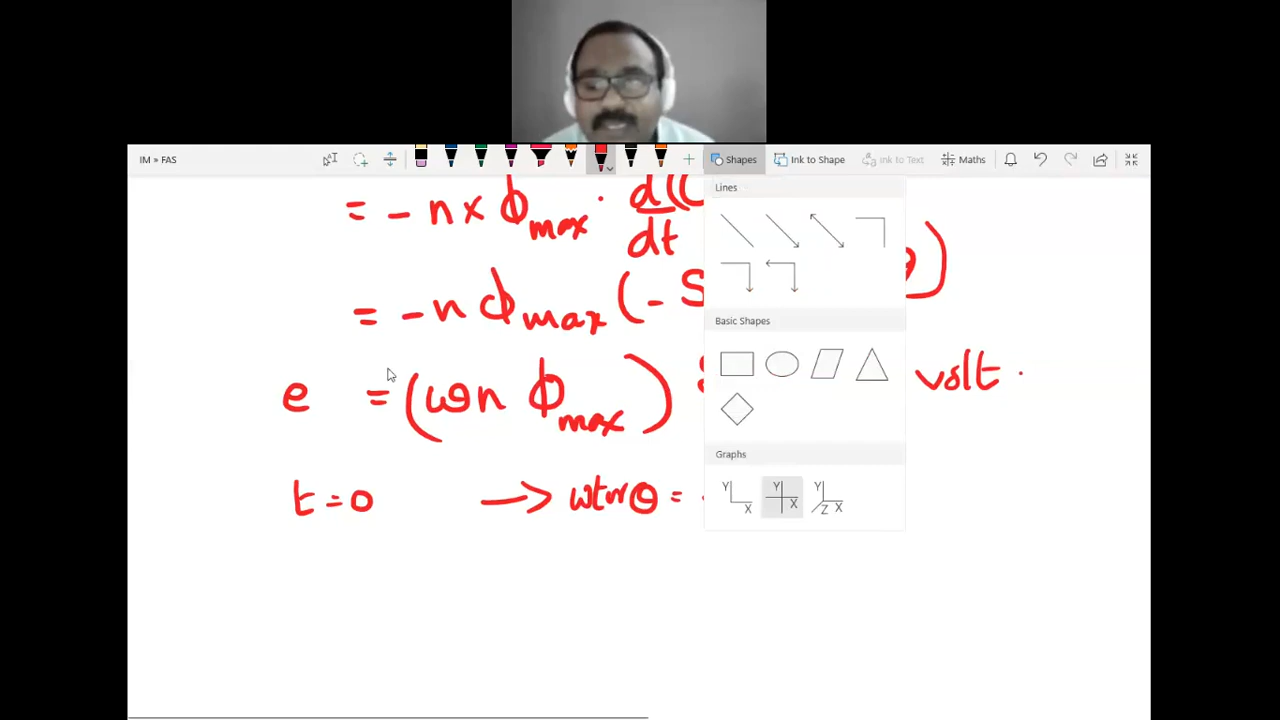 IM » FAS
Shapes Ink to Shape Ink to Text Maths
Lines
= - n x ϕmax . d(
dt
= - n ϕmax (- S )
Basic Shapes
e = (ωn ϕmax) volt.
Graphs
Y X Y X Y Z X
t = 0 → ωt or θ =